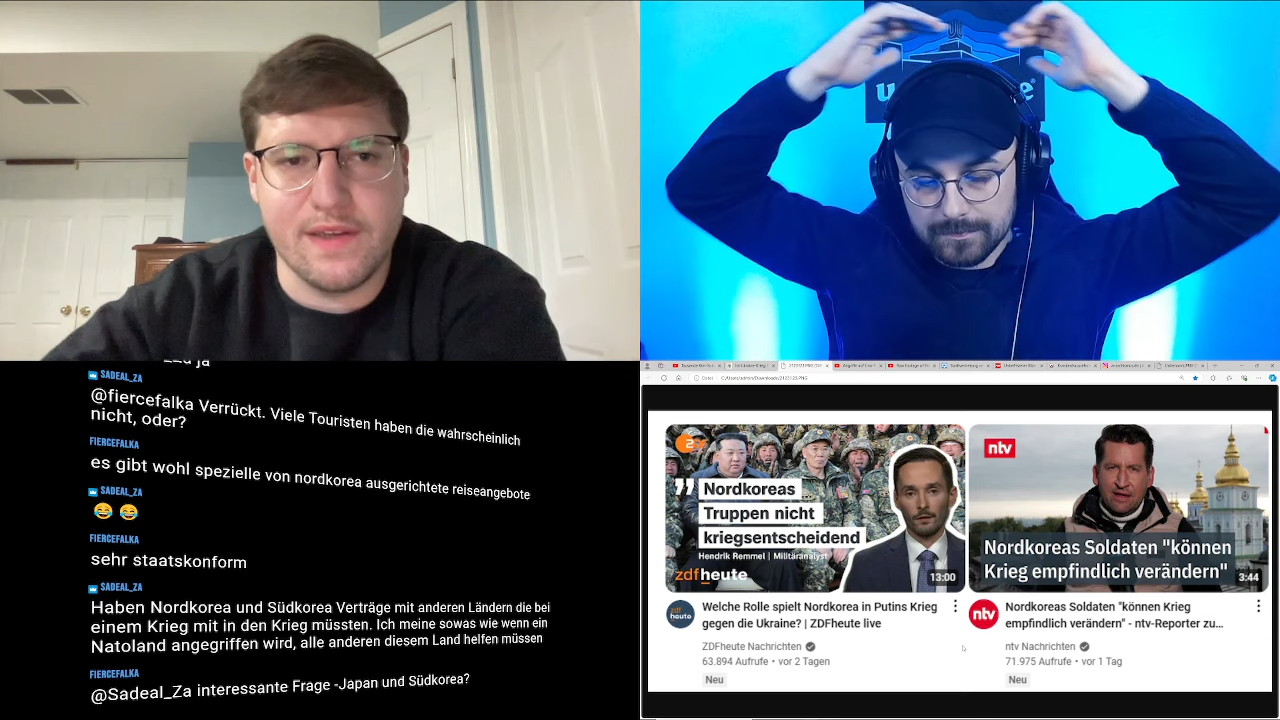 SADEAL_ZA
@fiercefalka Verrückt. Viele Touristen haben die wahrscheinlich
nicht, oder?
FIERCEFALKA
es gibt wohl spezielle von nordkorea ausgerichtete reiseangebote
SADEAL_ZA
😂 😂
FIERCEFALKA
sehr staatskonform
SADEAL_ZA
Haben Nordkorea und Südkorea Verträge mit anderen Ländern die bei
einem Krieg mit in den Krieg müssten. Ich meine sowas wie wenn ein
Natoland angegriffen wird, alle anderen diesem Land helfen müssen
FIERCEFALKA
@Sadeal_Za interessante Frage -Japan und Südkorea?
"Nordkoreas
Truppen nicht
kriegsentscheidend
Hendrik Remmel | Militäranalyst
zdfheute
13:00
Welche Rolle spielt Nordkorea in Putins Krieg
gegen die Ukraine? | ZDFheute live
ZDFheute Nachrichten
63.894 Aufrufe • vor 2 Tagen
Neu
ntv
Nordkoreas Soldaten "können
Krieg empfindlich verändern"
3:44
ntv
Nordkoreas Soldaten "können Krieg
empfindlich verändern" - ntv-Reporter zu...
ntv Nachrichten
71.975 Aufrufe • vor 1 Tag
Neu